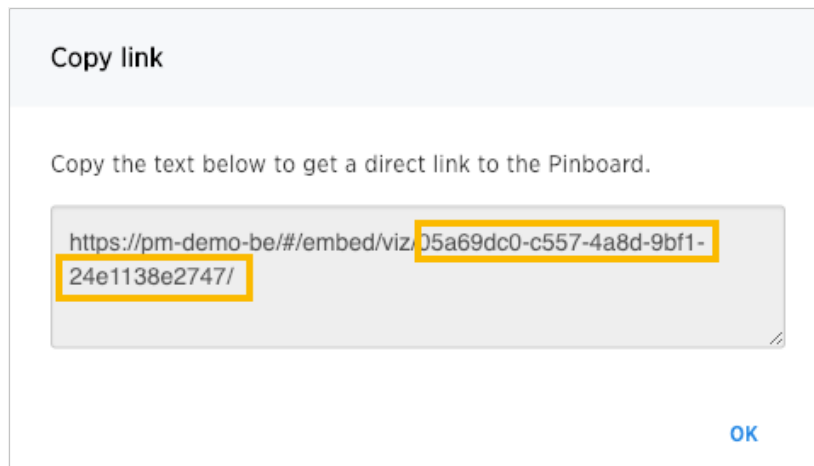 Copy link
Copy the text below to get a direct link to the Pinboard.
https://pm-demo-be/#/embed/viz/05a69dc0-c557-4a8d-9bf1-
24e1138e2747/
OK